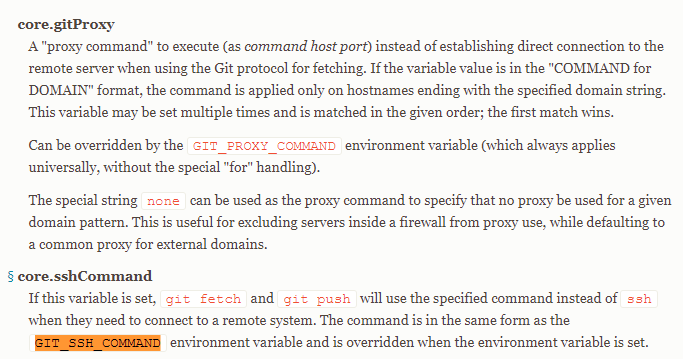 core.gitProxy
A "proxy command" to execute (as command host port) instead of establishing direct connection to the
remote server when using the Git protocol for fetching. If the variable value is in the "COMMAND for
DOMAIN" format, the command is applied only on hostnames ending with the specified domain string.
This variable may be set multiple times and is matched in the given order; the first match wins.
Can be overridden by the GIT_PROXY_COMMAND environment variable (which always applies
universally, without the special "for" handling).
The special string none can be used as the proxy command to specify that no proxy be used for a given
domain pattern. This is useful for excluding servers inside a firewall from proxy use, while defaulting to
a common proxy for external domains.
§ core.sshCommand
If this variable is set, git fetch and git push will use the specified command instead of ssh
when they need to connect to a remote system. The command is in the same form as the
GIT_SSH_COMMAND environment variable and is overridden when the environment variable is set.